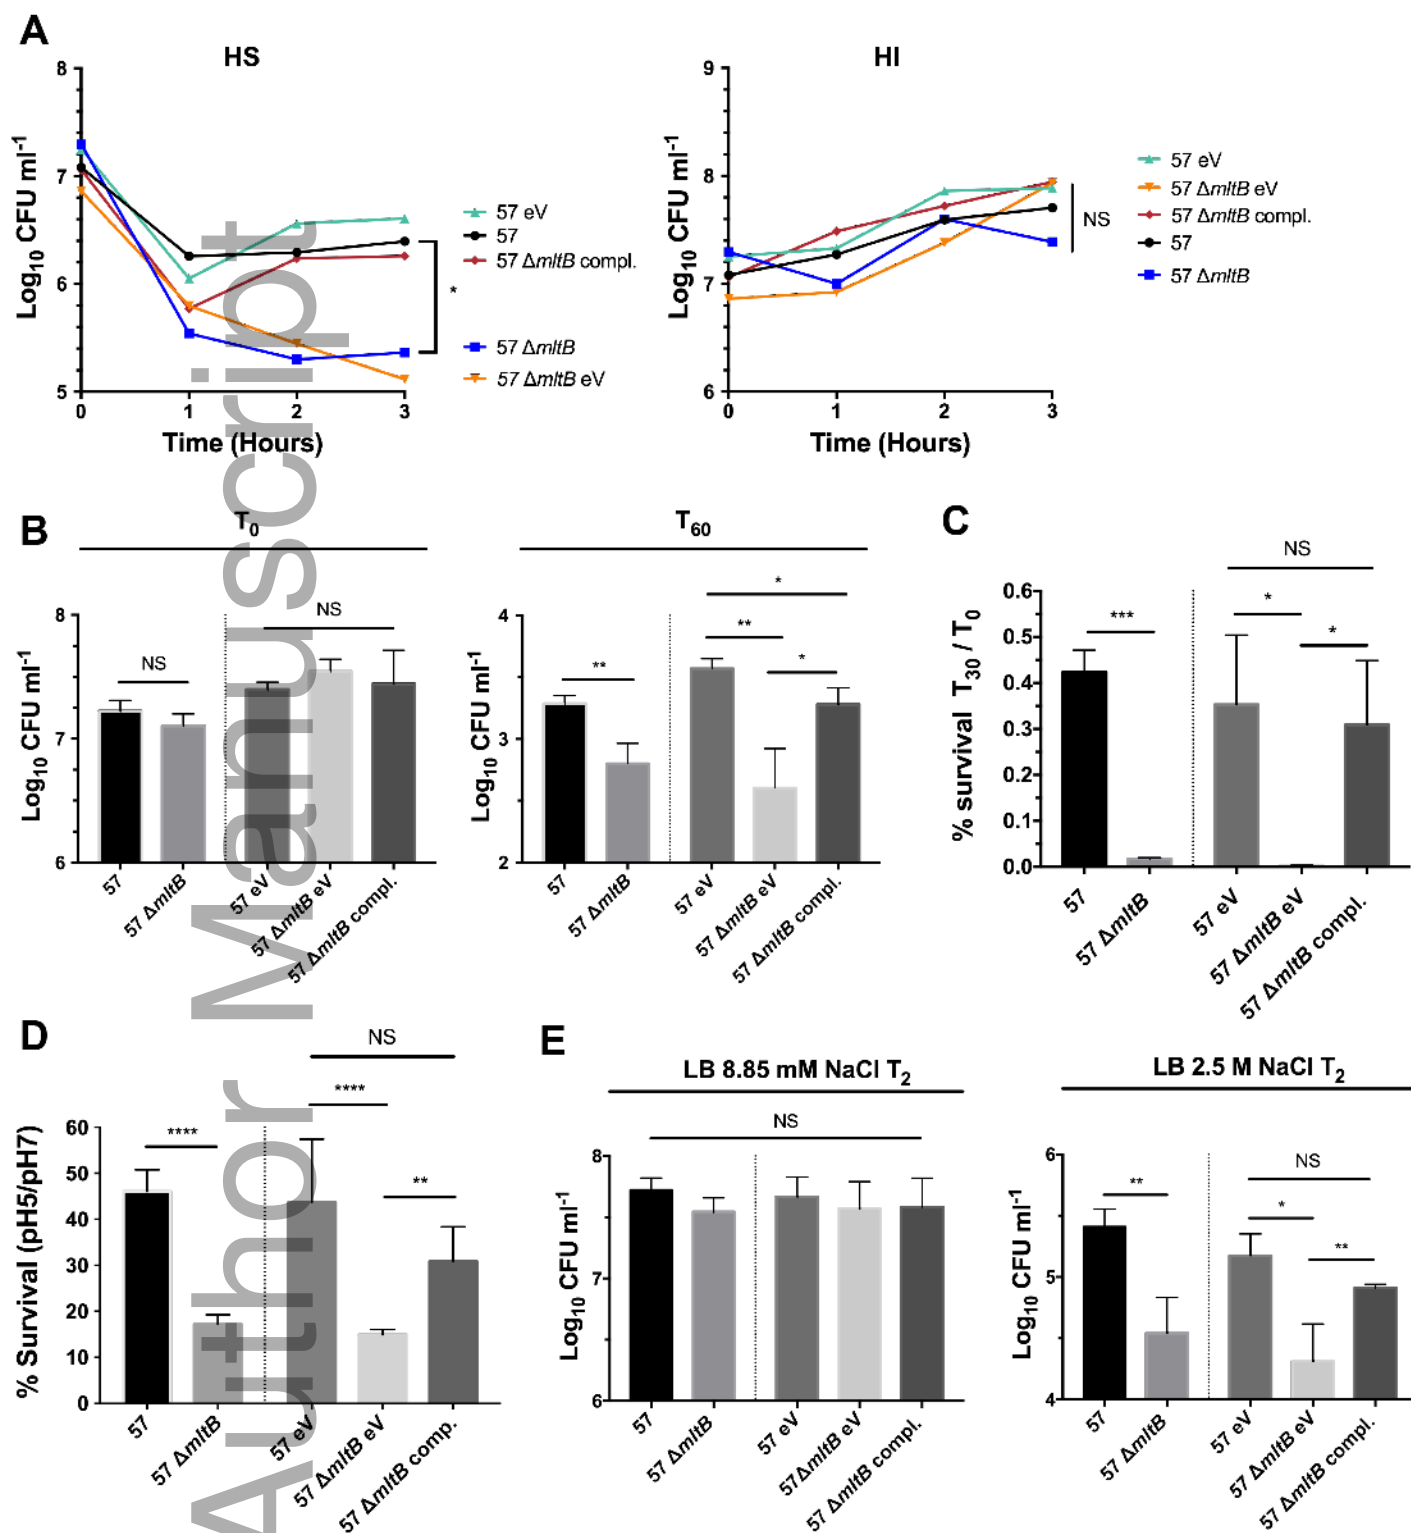 A
HS
8
7
6
5
0
1
2
3
Log10 CFU ml-1
Time (Hours)
57 eV
57
57 ΔmltB compl.
57 ΔmltB
57 ΔmltB eV
*
HI
9
8
7
6
0
1
2
3
Log10 CFU ml-1
Time (Hours)
57 eV
57 ΔmltB eV
57 ΔmltB compl.
57
57 ΔmltB
NS
B
T0
8
7
6
Log10 CFU ml-1
NS
NS
57
57 ΔmltB
57 eV
57 ΔmltB eV
57 ΔmltB compl.
T60
4
3
2
Log10 CFU ml-1
**
*
**
*
57
57 ΔmltB
57 eV
57 ΔmltB eV
57 ΔmltB compl.
C
% survival T30 / T0
0.6
0.5
0.4
0.3
0.2
0.1
0.0
***
NS
*
*
57
57 ΔmltB
57 eV
57 ΔmltB eV
57 ΔmltB compl.
D
% Survival (pH5/pH7)
60
50
40
30
20
10
0
****
NS
****
**
57
57 ΔmltB
57 eV
57 ΔmltB eV
57 ΔmltB comp.
E
LB 8.85 mM NaCl T2
NS
8
7
6
Log10 CFU ml-1
57
57 ΔmltB
57 eV
57ΔmltB eV
57 ΔmltB compl.
LB 2.5 M NaCl T2
6
5
4
Log10 CFU ml-1
**
NS
*
**
57
57 ΔmltB
57 eV
57 ΔmltB eV
57 ΔmltB compl.
Author Manuscript